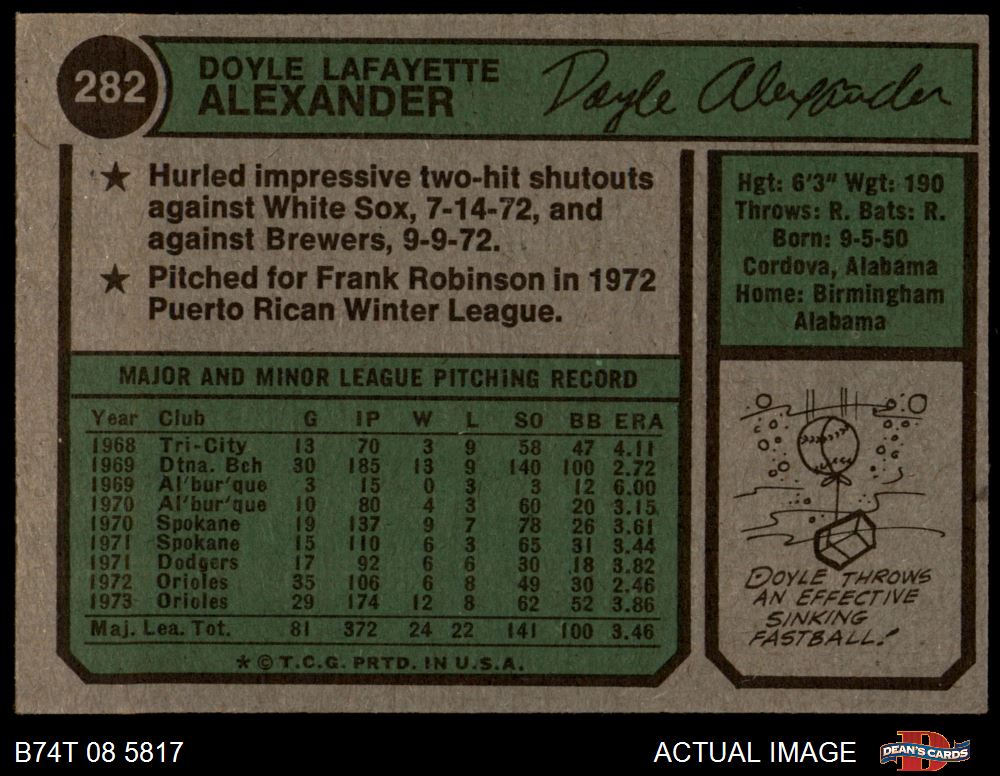 282
DOYLE LAFAYETTE
ALEXANDER
Doyle Alexander
★ Hurled impressive two-hit shutouts
against White Sox, 7-14-72, and
against Brewers, 9-9-72.
★ Pitched for Frank Robinson in 1972
Puerto Rican Winter League.
Hgt: 6'3" Wgt: 190
Throws: R. Bats: R.
Born: 9-5-50
Cordova, Alabama
Home: Birmingham
Alabama
MAJOR AND MINOR LEAGUE PITCHING RECORD
Year Club G IP W L SO BB ERA
1968 Tri-City 13 70 3 9 58 47 4.11
1969 Dtna. Bch 30 185 13 9 140 100 2.72
1969 Al'bur'que 3 15 0 3 3 12 6.00
1970 Al'bur'que 10 80 4 3 60 20 3.15
1970 Spokane 19 137 9 7 78 26 3.61
1971 Spokane 15 110 6 3 65 31 3.44
1971 Dodgers 17 92 6 6 30 18 3.82
1972 Orioles 35 106 6 8 49 30 2.46
1973 Orioles 29 174 12 8 62 52 3.86
Maj. Lea. Tot. 81 372 24 22 141 100 3.46
* © T.C.G. PRTD. IN U.S.A.
DOYLE THROWS
AN EFFECTIVE
SINKING
FASTBALL!
B74T 08 5817
ACTUAL IMAGE
D
DEAN'S CARDS